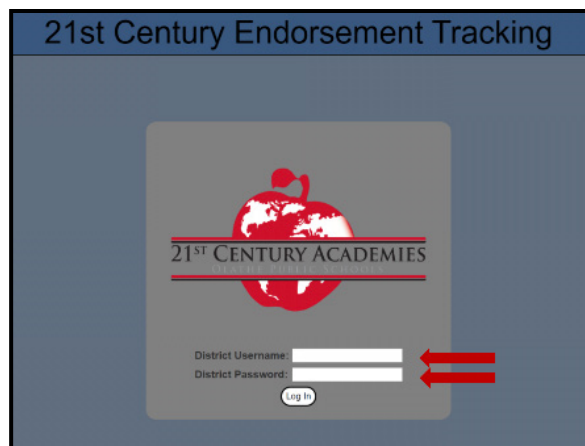 21st Century Endorsement Tracking
21ST CENTURY ACADEMIES
OLATHE PUBLIC SCHOOLS
District Username:
District Password:
Log In